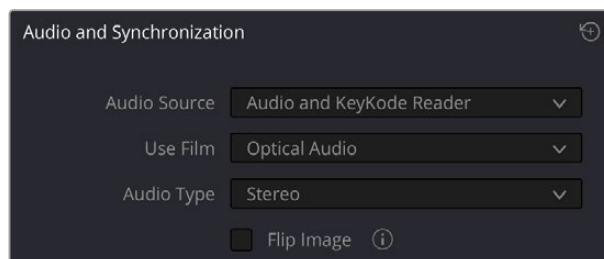 Audio and Synchronization
Audio Source Audio and KeyKode Reader
Use Film Optical Audio
Audio Type Stereo
Flip Image